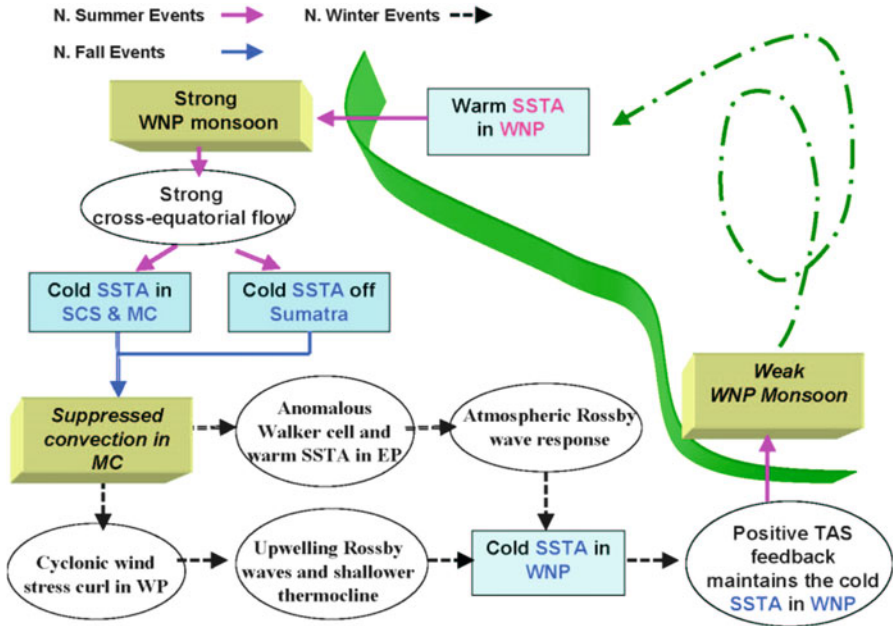 N. Summer Events
N. Winter Events
N. Fall Events
Strong
WNP monsoon
Warm SSTA
in WNP
Strong
cross-equatorial flow
Cold SSTA in
SCS & MC
Cold SSTA off
Sumatra
Weak
WNP Monsoon
Suppressed
convection in
MC
Anomalous
Walker cell and
warm SSTA in EP
Atmospheric Rossby
wave response
Cyclonic wind
stress curl in WP
Upwelling Rossby
waves and shallower
thermocline
Cold SSTA in
WNP
Positive TAS
feedback
maintains the cold
SSTA in WNP